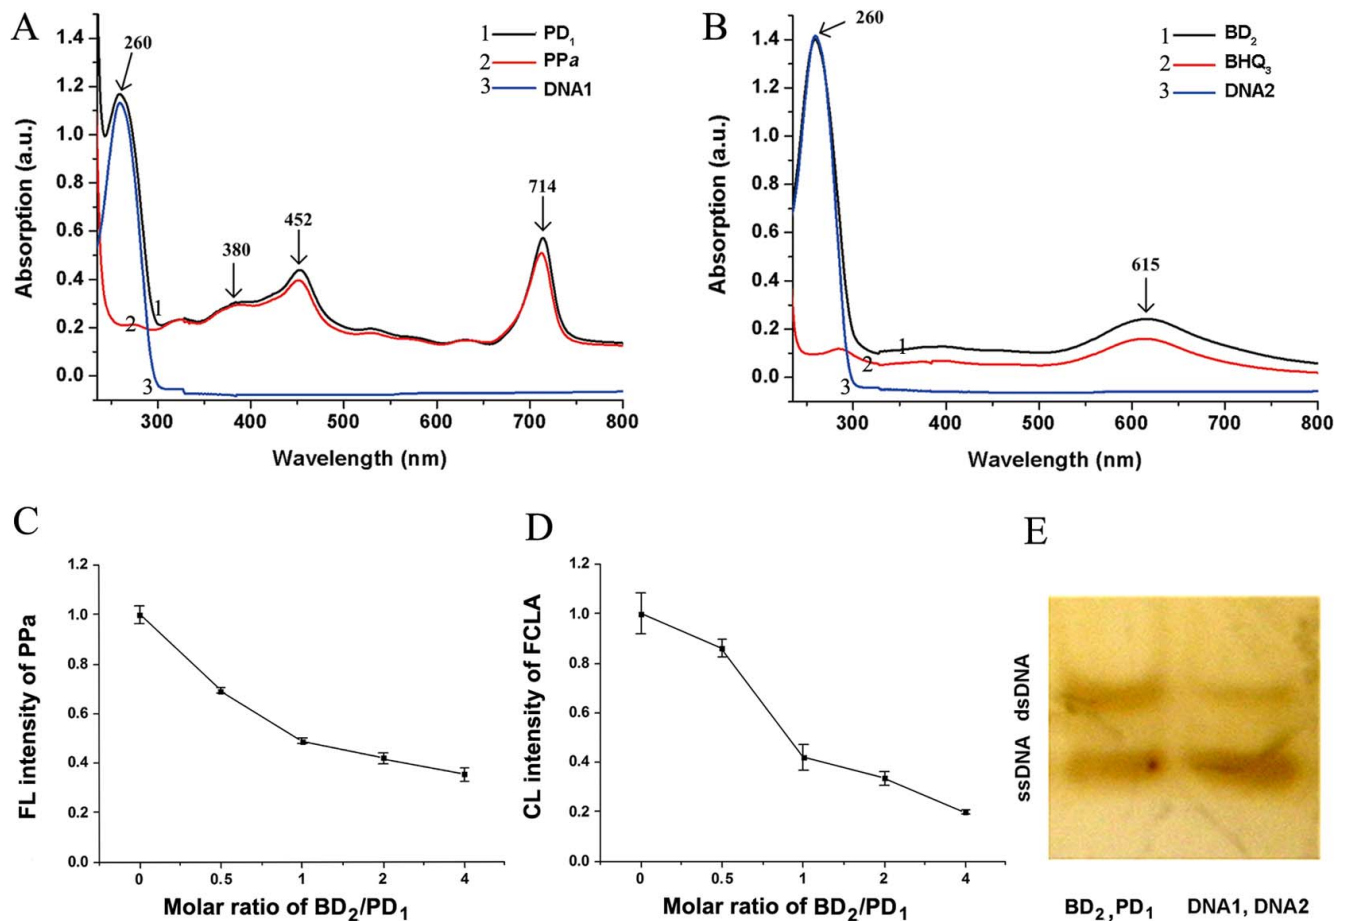 A
260
1 PD₁
2 PPa
3 DNA1
714
452
380
1
2
3
1.4
1.2
1.0
0.8
0.6
0.4
0.2
0.0
300 400 500 600 700 800
Absorption (a.u.)
Wavelength (nm)
B
260
1 BD₂
2 BHQ₃
3 DNA2
615
1
2
3
1.4
1.2
1.0
0.8
0.6
0.4
0.2
0.0
300 400 500 600 700 800
Absorption (a.u.)
Wavelength (nm)
C
1.2
1.0
0.8
0.6
0.4
0.2
0.0
0 0.5 1 2 4
FL intensity of PPa
Molar ratio of BD₂/PD₁
D
1.2
1.0
0.8
0.6
0.4
0.2
0.0
0 0.5 1 2 4
CL intensity of FCLA
Molar ratio of BD₂/PD₁
E
ssDNA dsDNA
BD₂,PD₁ DNA1, DNA2